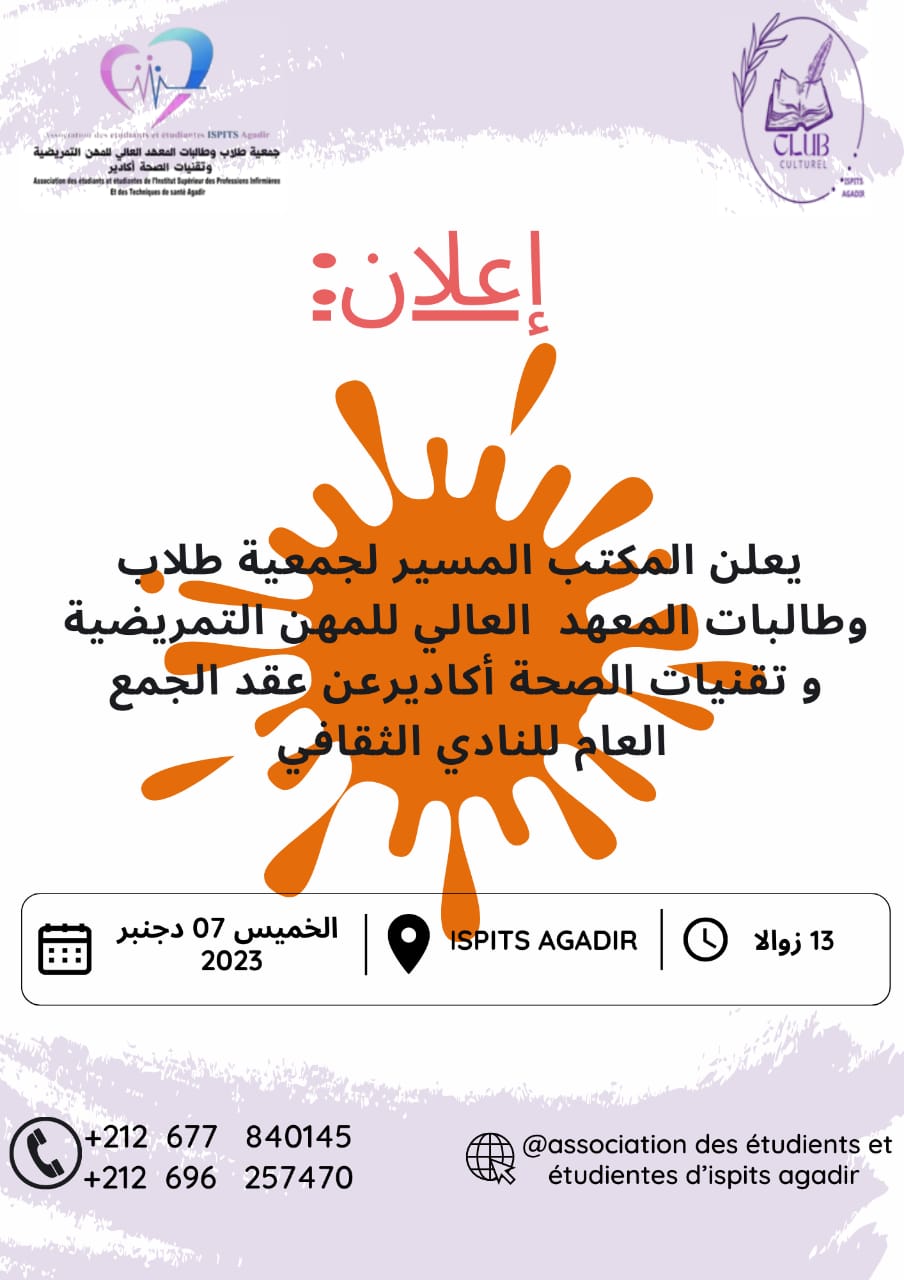 Association des étudiants et étudiantes ISPITS Agadir
جمعية طلاب وطالبات المعهد العالي للمهن التمريضية
وتقنيات الصحة أكادير
Association des étudiants et étudiantes de l'Institut Supérieur des Professions Infirmières
Et des Techniques de santé Agadir
CLUB
CULTUREL
ISPITS
AGADIR
إعلان:
يعلن المكتب المسير لجمعية طلاب
وطالبات المعهد العالي للمهن التمريضية
و تقنيات الصحة أكاديرعن عقد الجمع
العام للنادي الثقافي
13 زوالا
ISPITS AGADIR
الخميس 07 دجنبر
2023
+212 677 840145
+212 696 257470
@association des étudients et
étudientes d'ispits agadir